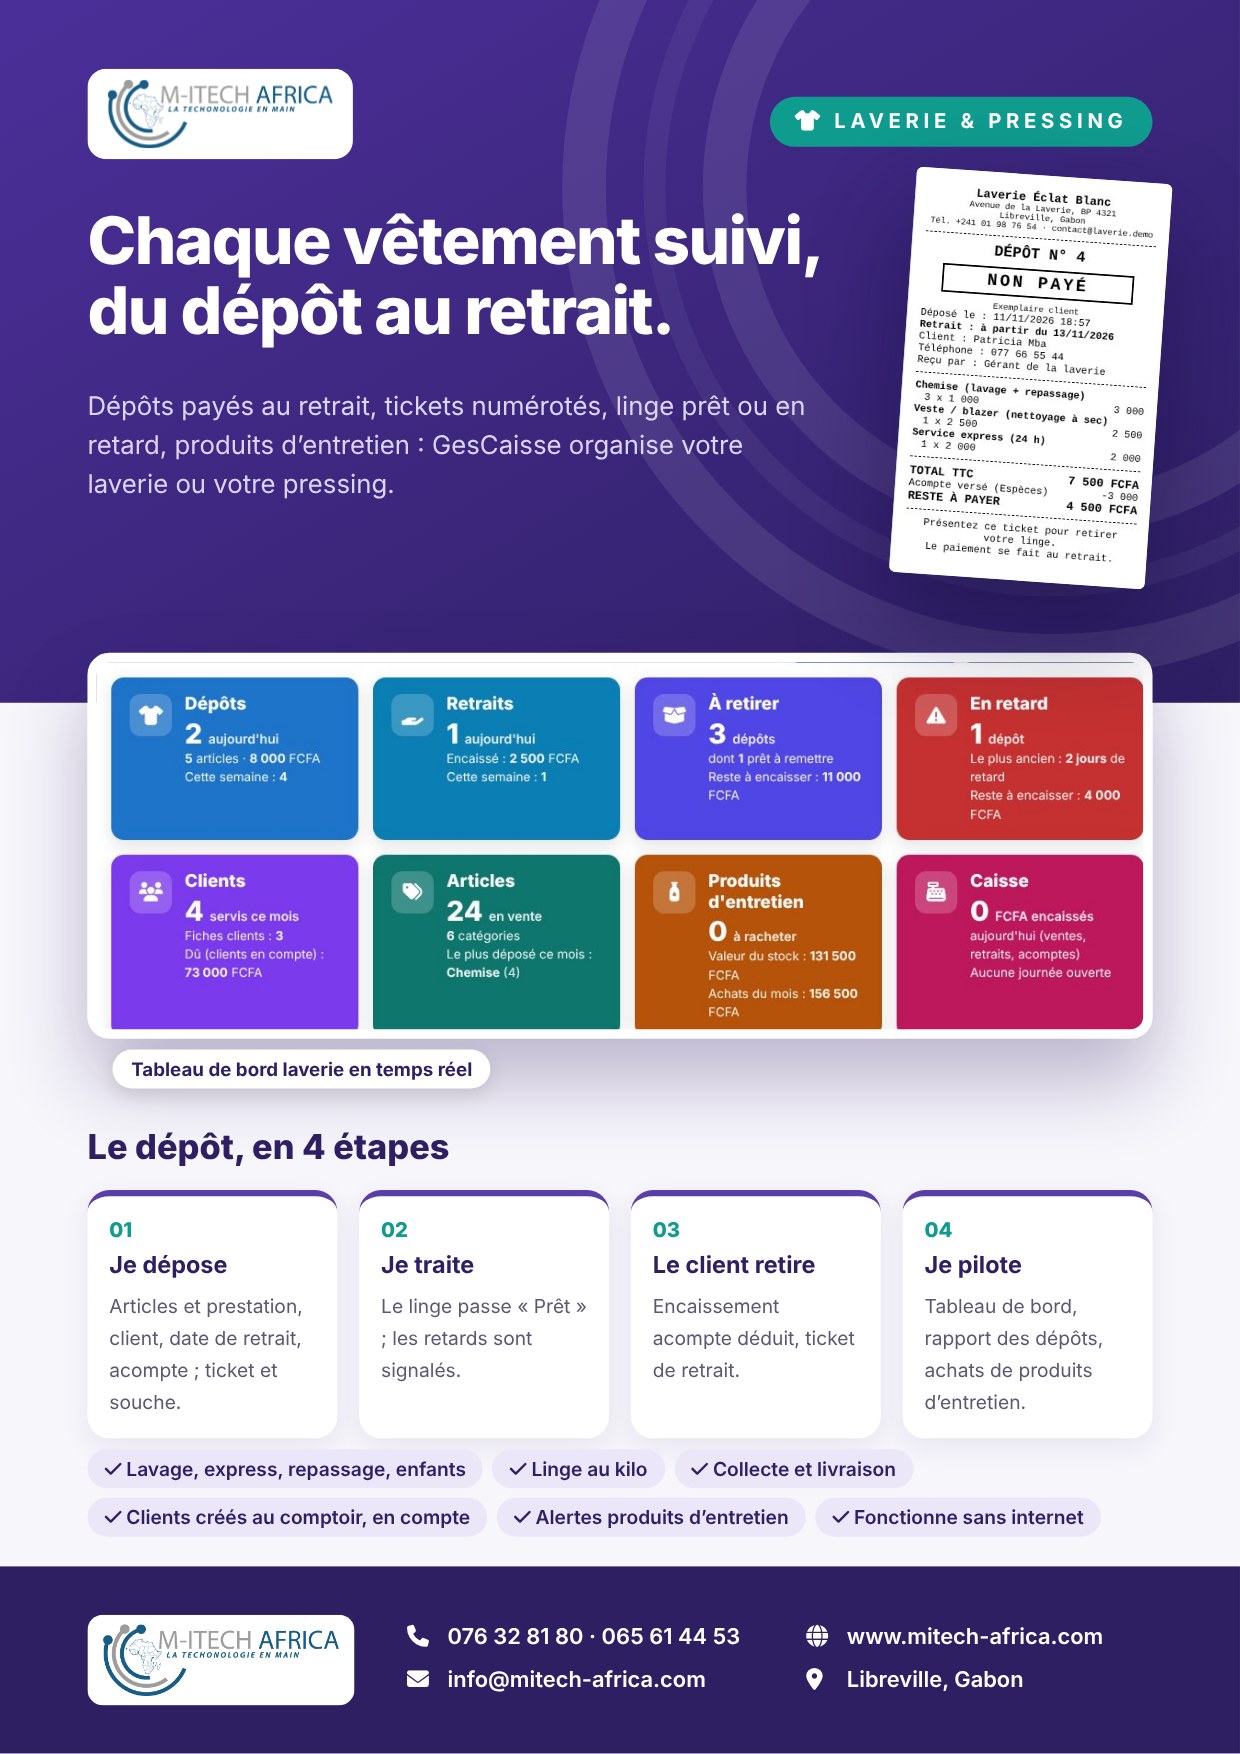 M-ITECH AFRICA
LA TECHONOLOGIE EN MAIN
LAVERIE & PRESSING
Chaque vêtement suivi,
du dépôt au retrait.
Dépôts payés au retrait, tickets numérotés, linge prêt ou en
retard, produits d’entretien : GesCaisse organise votre
laverie ou votre pressing.
Laverie Éclat Blanc
Avenue de la Laverie, BP 4321
Libreville, Gabon
Tél. +241 01 98 76 54 · contact@laverie.demo
DÉPÔT N° 4
NON PAYÉ
Exemplaire client
Déposé le : 11/11/2026 18:57
Retrait : à partir du 13/11/2026
Client : Patricia Mba
Téléphone : 077 66 55 44
Reçu par : Gérant de la laverie
Chemise (lavage + repassage)
3 x 1 000 3 000
Veste / blazer (nettoyage à sec)
1 x 2 500 2 500
Service express (24 h)
1 x 2 000 2 000
TOTAL TTC 7 500 FCFA
Acompte versé (Espèces) -3 000
RESTE À PAYER 4 500 FCFA
Présentez ce ticket pour retirer
votre linge.
Le paiement se fait au retrait.
Dépôts
2 aujourd'hui
5 articles · 8 000 FCFA
Cette semaine : 4
Retraits
1 aujourd'hui
Encaissé : 2 500 FCFA
Cette semaine : 1
À retirer
3 dépôts
dont 1 prêt à remettre
Reste à encaisser : 11 000
FCFA
En retard
1 dépôt
Le plus ancien : 2 jours de
retard
Reste à encaisser : 4 000
FCFA
Clients
4 servis ce mois
Fiches clients : 3
Dû (clients en compte) :
73 000 FCFA
Articles
24 en vente
6 catégories
Le plus déposé ce mois :
Chemise (4)
Produits
d'entretien
0 à racheter
Valeur du stock : 131 500
FCFA
Achats du mois : 156 500
FCFA
Caisse
0 FCFA encaissés
aujourd'hui (ventes,
retraits, acomptes)
Aucune journée ouverte
Tableau de bord laverie en temps réel
Le dépôt, en 4 étapes
01
Je dépose
Articles et prestation,
client, date de retrait,
acompte ; ticket et
souche.
02
Je traite
Le linge passe « Prêt »
; les retards sont
signalés.
03
Le client retire
Encaissement
acompte déduit, ticket
de retrait.
04
Je pilote
Tableau de bord,
rapport des dépôts,
achats de produits
d’entretien.
Lavage, express, repassage, enfants
Linge au kilo
Collecte et livraison
Clients créés au comptoir, en compte
Alertes produits d’entretien
Fonctionne sans internet
M-ITECH AFRICA
LA TECHONOLOGIE EN MAIN
076 32 81 80 · 065 61 44 53
info@mitech-africa.com
www.mitech-africa.com
Libreville, Gabon